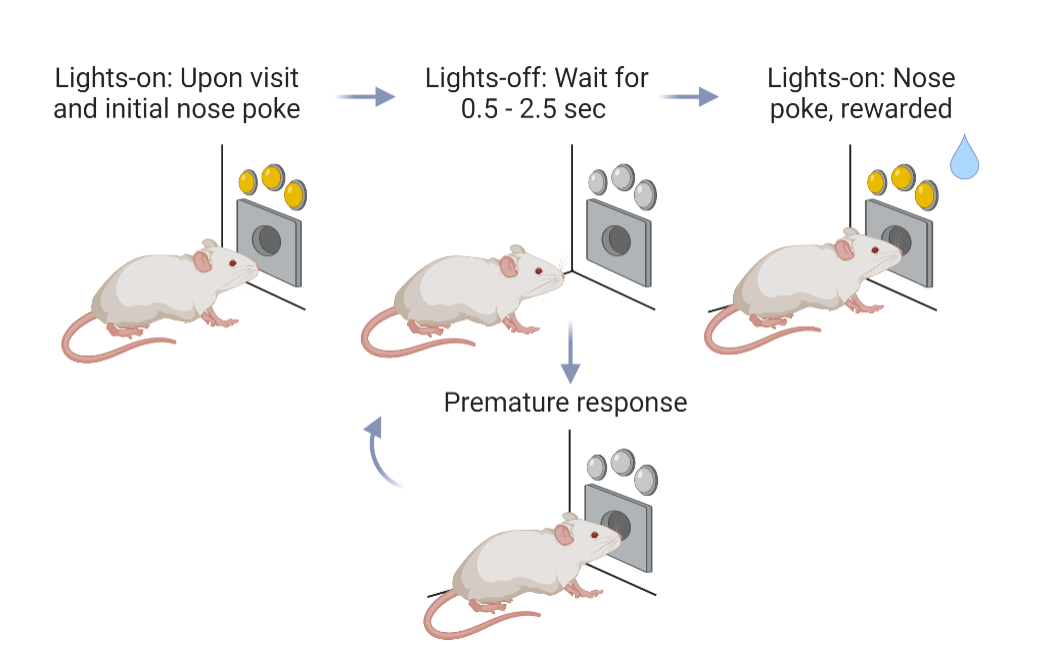 Lights-on: Upon visit
and initial nose poke
Lights-off: Wait for
0.5 - 2.5 sec
Lights-on: Nose
poke, rewarded
Premature response